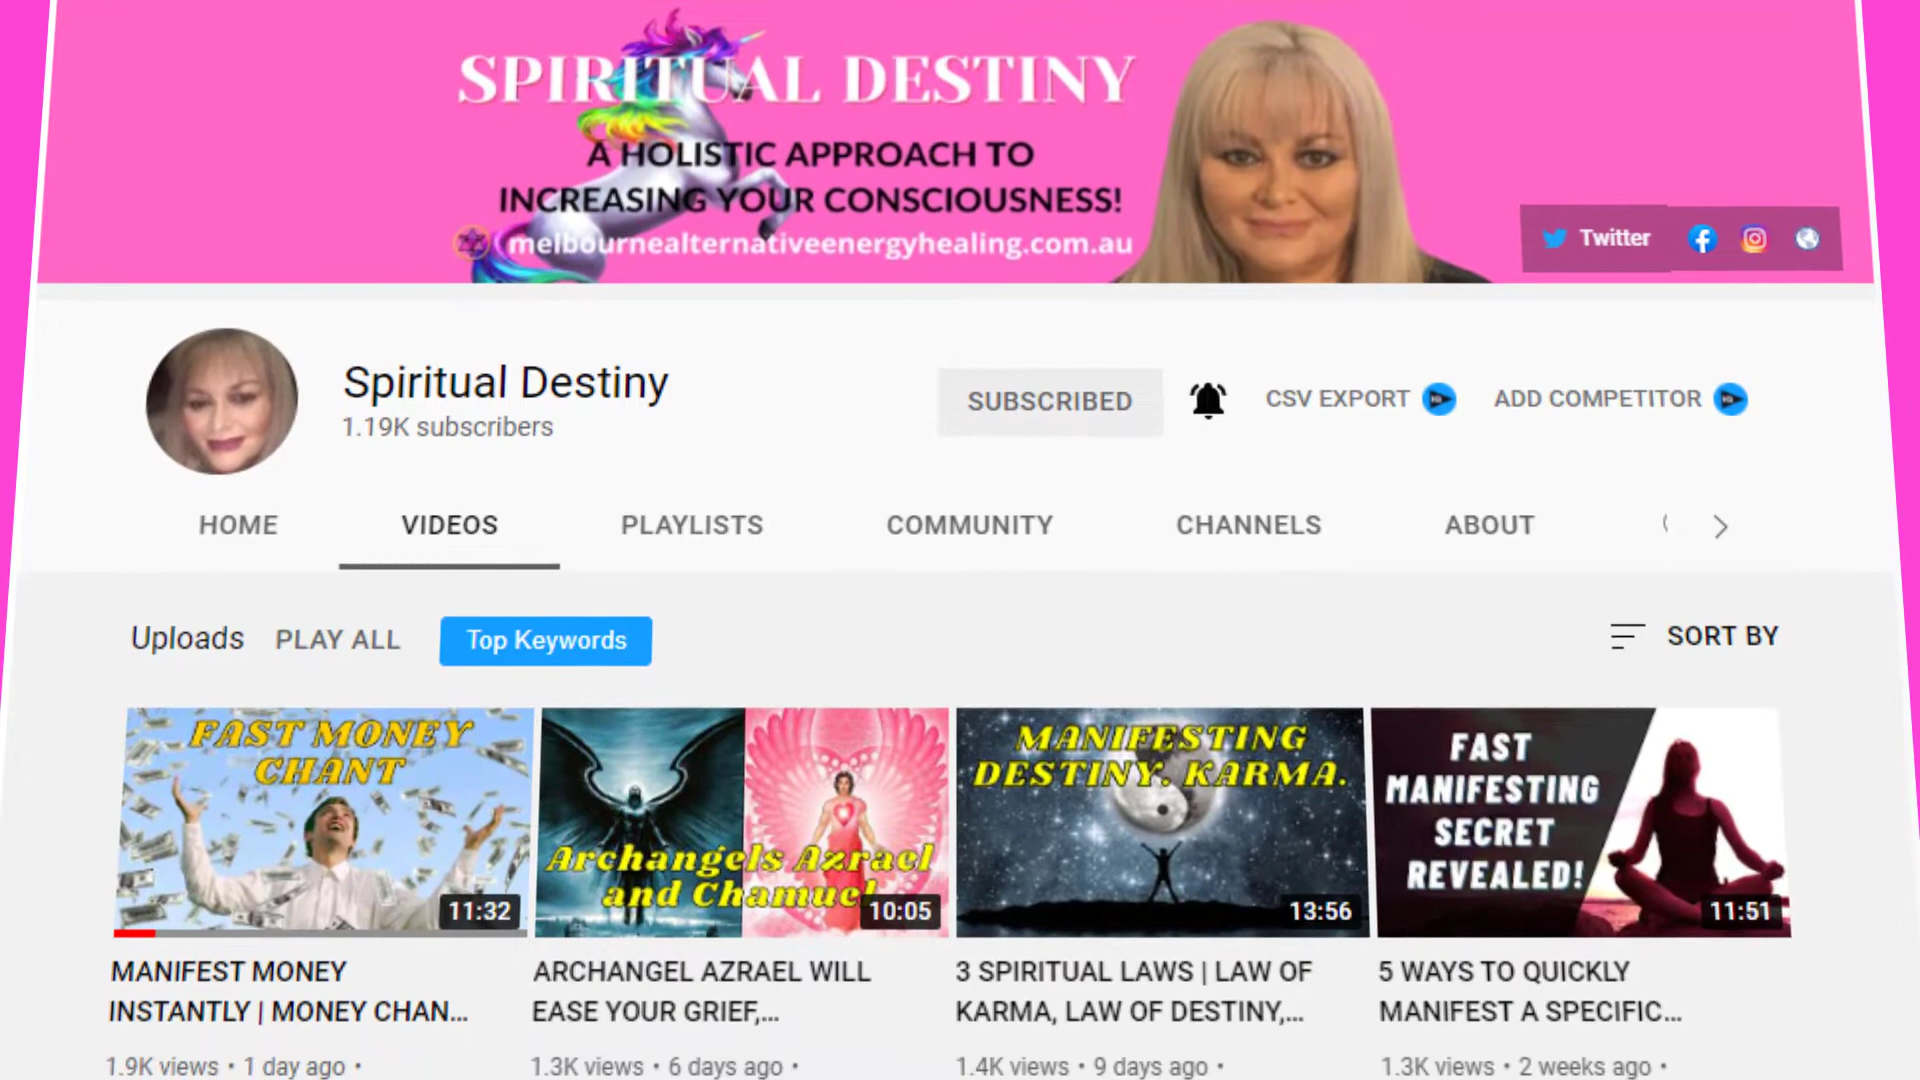 SPIRITUAL DESTINY
A HOLISTIC APPROACH TO
INCREASING YOUR CONSCIOUSNESS!
melbournealternativeenergyhealing.com.au
Twitter
Spiritual Destiny
1.19K subscribers
SUBSCRIBED
CSV EXPORT
ADD COMPETITOR
HOME
VIDEOS
PLAYLISTS
COMMUNITY
CHANNELS
ABOUT
Uploads
PLAY ALL
Top Keywords
SORT BY
FAST MONEY
CHANT
11:32
Archangels Azrael
and Chamuel
10:05
MANIFESTING
DESTINY. KARMA.
13:56
FAST
MANIFESTING
SECRET
REVEALED!
11:51
MANIFEST MONEY
INSTANTLY | MONEY CHAN...
1.9K views • 1 day ago •
ARCHANGEL AZRAEL WILL
EASE YOUR GRIEF,...
1.3K views • 6 days ago •
3 SPIRITUAL LAWS | LAW OF
KARMA, LAW OF DESTINY,...
1.4K views • 9 days ago •
5 WAYS TO QUICKLY
MANIFEST A SPECIFIC...
1.3K views • 2 weeks ago •